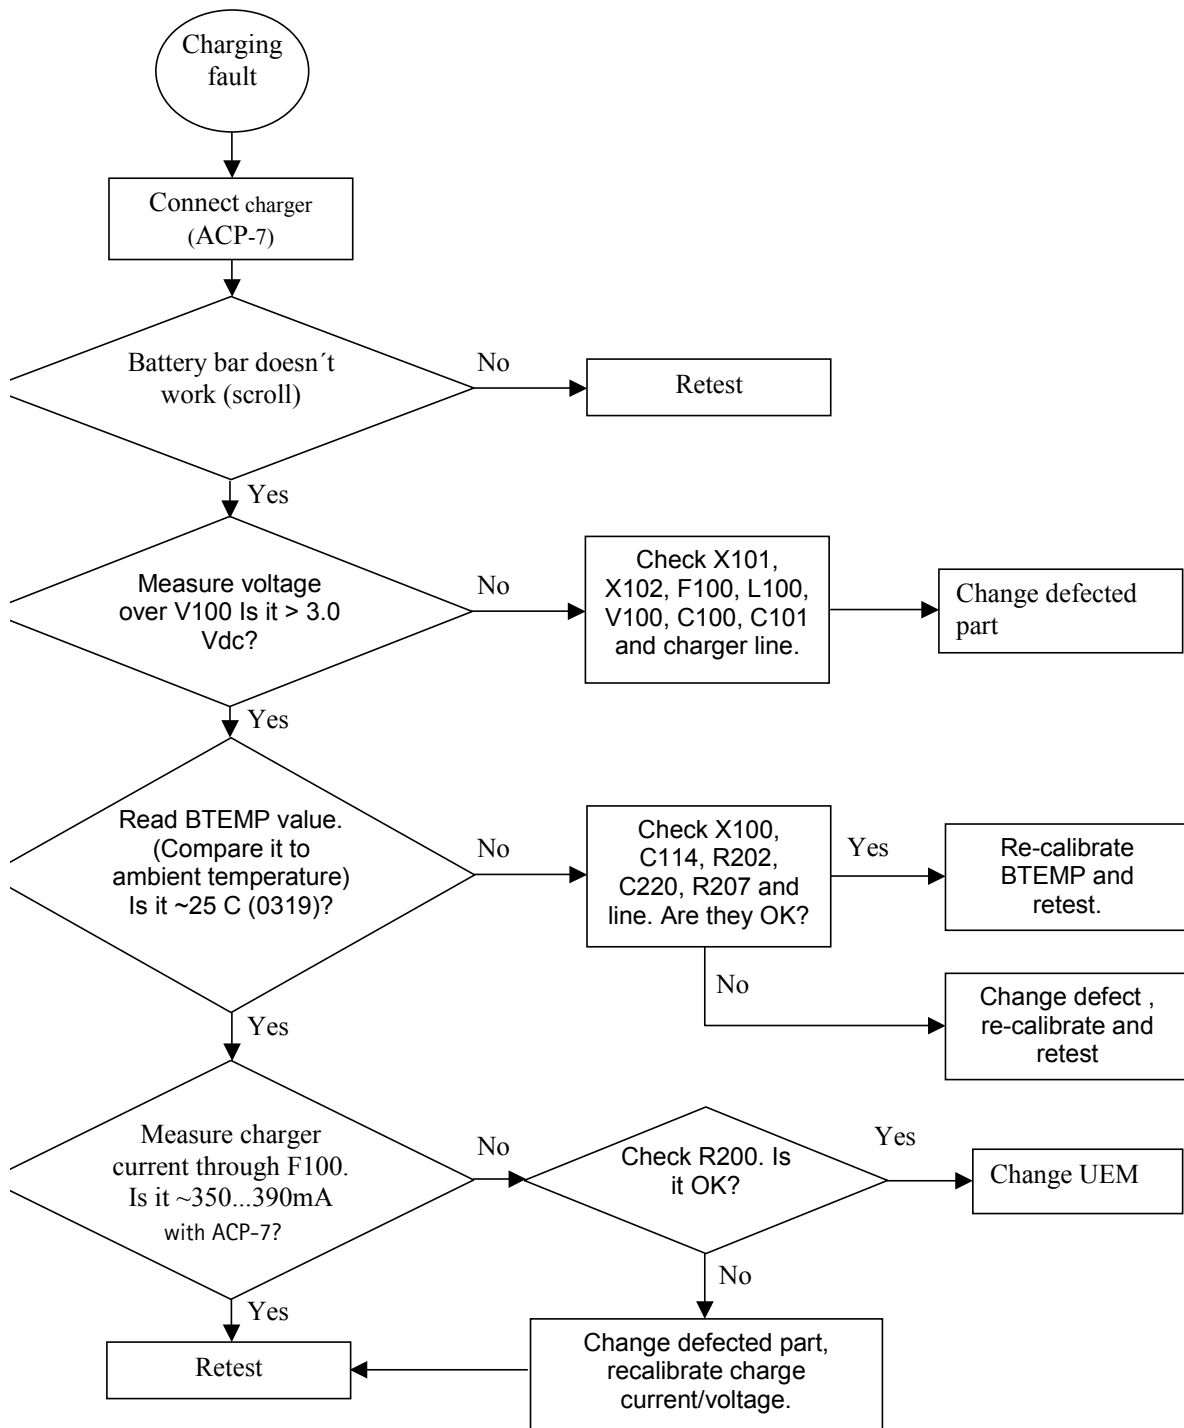 Charging
fault
Connect charger
(ACP-7)
Battery bar doesn´t
work (scroll)
No
Retest
Yes
Measure voltage
over V100 Is it > 3.0
Vdc?
No
Check X101,
X102, F100, L100,
V100, C100, C101
and charger line.
Change defected
part
Yes
Read BTEMP value.
(Compare it to
ambient temperature)
Is it ~25 C (0319)?
No
Check X100,
C114, R202,
C220, R207 and
line. Are they OK?
Yes
Re-calibrate
BTEMP and
retest.
No
Change defect ,
re-calibrate and
retest
Yes
Measure charger
current through F100.
Is it ~350...390mA
with ACP-7?
No
Check R200. Is
it OK?
Yes
Change UEM
No
Yes
Retest
Change defected part,
recalibrate charge
current/voltage.